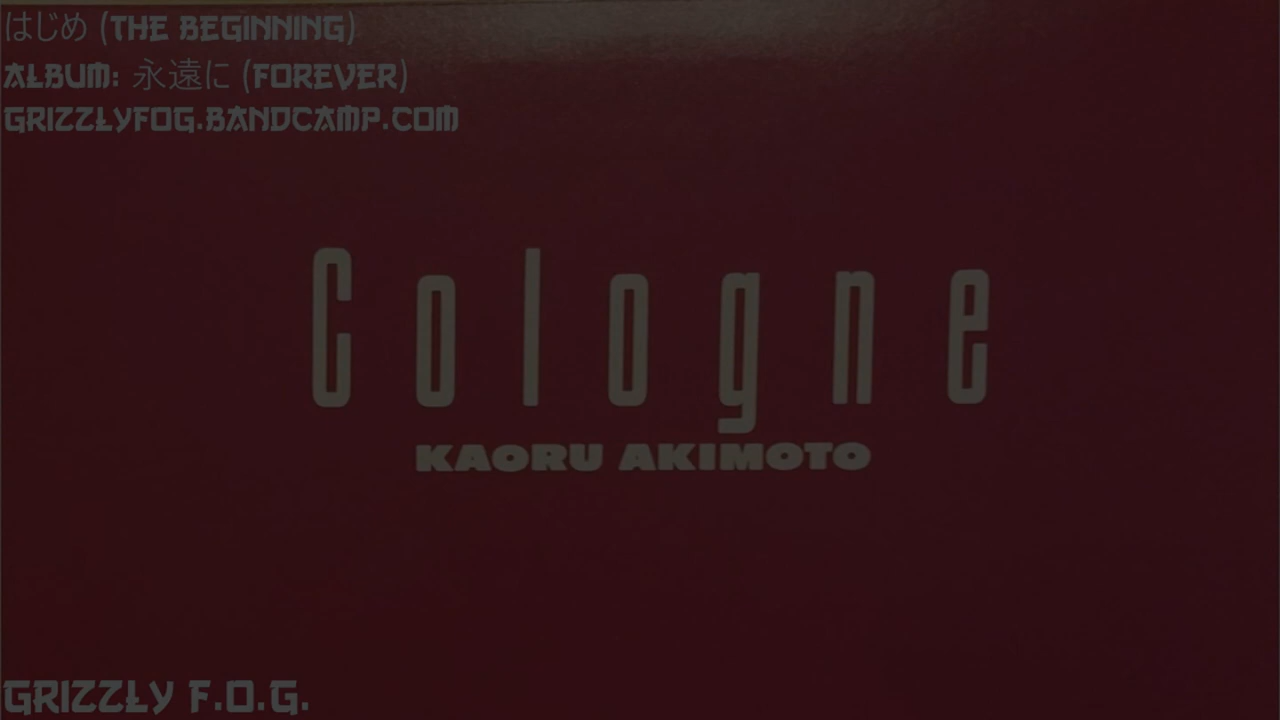 はじめ (THE BEGINNING)
ALBUM: 永遠に (FOREVER)
GRIZZLYFOG.BANDCAMP.COM
Cologne
KAORU AKIMOTO
GRIZZLY F.O.G.